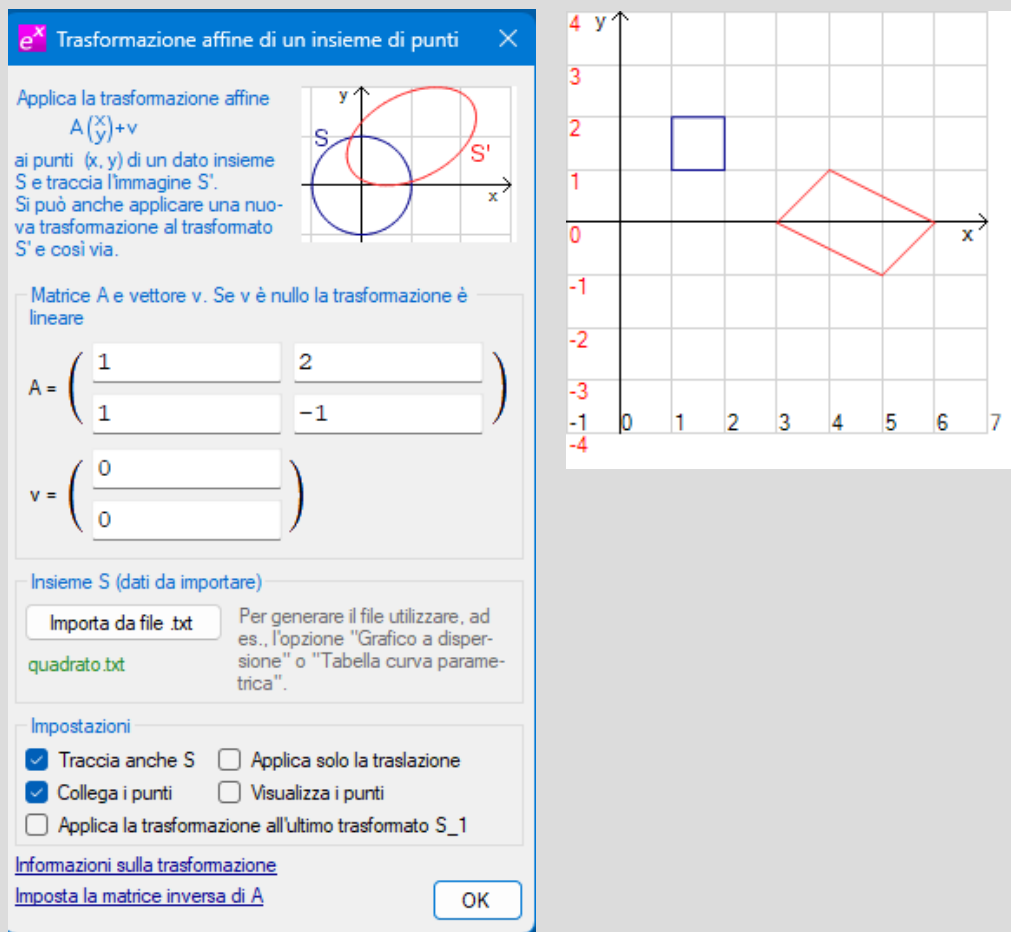 e^x Trasformazione affine di un insieme di punti
Applica la trasformazione affine
A(x y)+v
ai punti (x, y) di un dato insieme
S e traccia l'immagine S'.
Si può anche applicare una nuo-
va trasformazione al trasformato
S' e così via.
y
S
S'
x
Matrice A e vettore v. Se v è nullo la trasformazione è
lineare
A = ( 1 2
1 -1 )
v = ( 0
0 )
Insieme S (dati da importare)
Importa da file .txt
quadrato.txt
Per generare il file utilizzare, ad
es., l'opzione "Grafico a disper-
sione" o "Tabella curva parame-
trica".
Impostazioni
Traccia anche S
Applica solo la traslazione
Collega i punti
Visualizza i punti
Applica la trasformazione all'ultimo trasformato S_1
Informazioni sulla trasformazione
Imposta la matrice inversa di A
OK
4 y
3
2
1
0 x
-1
-2
-3
-1 0 1 2 3 4 5 6 7
-4